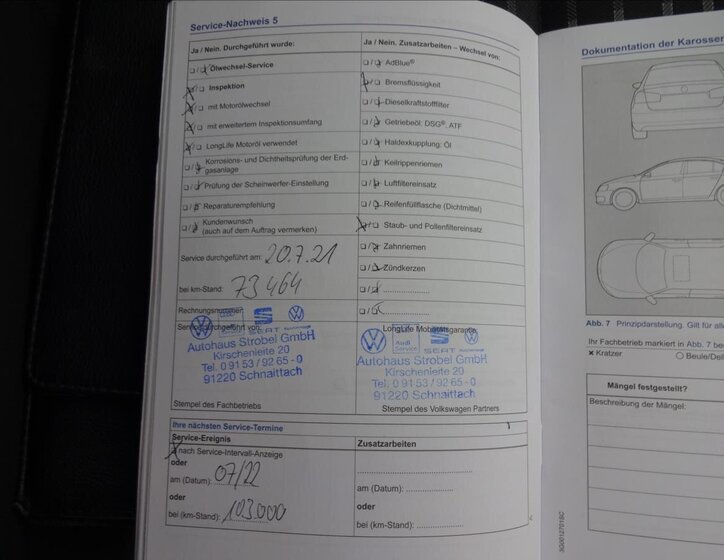 Service-Nachweis 5
Ja / Nein. Durchgeführt wurde:
Ölwechsel-Service
Inspektion
mit Motorölwechsel
mit erweitertem Inspektionsumfang
LongLife Motoröl verwendet
Korrosions- und Dichtheitsprüfung der Erd-
gasanlage
Prüfung der Scheinwerfer-Einstellung
Reparaturempfehlung
Kundenwunsch
(auch auf dem Auftrag vermerken)
Service durchgeführt am: 20.7.21
bei km-Stand: 73464
Rechnungsnummer:
Service durchgeführt von:
SEAT
Autohaus Strobel GmbH
Kirschenleite 20
Tel. 0 91 53 / 92 65 - 0
91220 Schnaittach
Stempel des Fachbetriebs
Ja / Nein. Zusatzarbeiten – Wechsel von:
AdBlue®
Bremsflüssigkeit
Dieselkraftstofffilter
Getriebeöl: DSG®, ATF
Haldexkupplung: Öl
Keilrippenriemen
Luftfiltereinsatz
Reifenfüllflasche (Dichtmittel)
Staub- und Pollenfiltereinsatz
Zahnriemen
Zündkerzen
LongLife Mobilitätsgarantie
Audi
Service
SEAT
Autohaus Strobel GmbH
Kirschenleite 20
Tel. 0 91 53 / 92 65 - 0
91220 Schnaittach
Stempel des Volkswagen Partners
Ihre nächsten Service-Termine
Service-Ereignis
nach Service-Intervall-Anzeige
oder
am (Datum): 07/22
oder
bei (km-Stand): 103.000
Zusatzarbeiten
am (Datum):
oder
bei (km-Stand):
Dokumentation der Karosser
Abb. 7 Prinzipdarstellung. Gilt für alle
Ihr Fachbetrieb markiert in Abb. 7 be
× Kratzer
Beule/Del
Mängel festgestellt?
Beschreibung der Mängel: